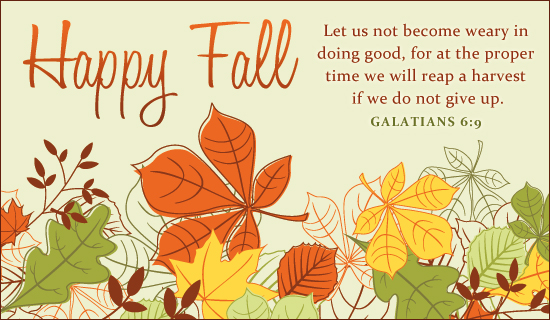 Happy Fall
Let us not become weary in
doing good, for at the proper
time we will reap a harvest
if we do not give up.
GALATIANS 6:9